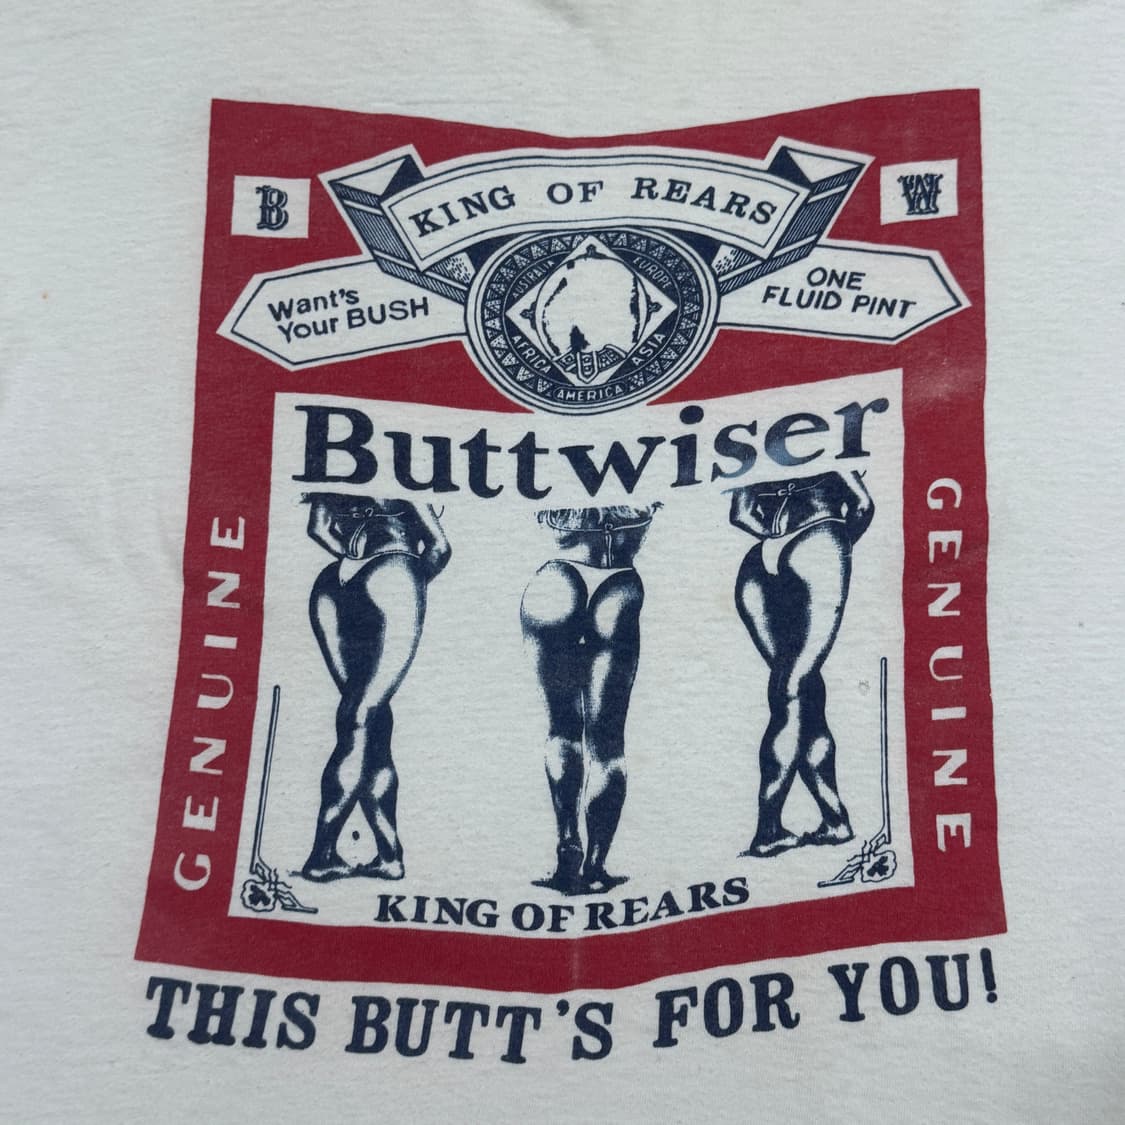 B
KING OF REARS
W
Want's
Your BUSH
ONE
FLUID PINT
AUSTRALIA
EUROPE
AFRICA
ASIA
AMERICA
Buttwiser
GENUINE
GENUINE
KING OF REARS
THIS BUTT'S FOR YOU!